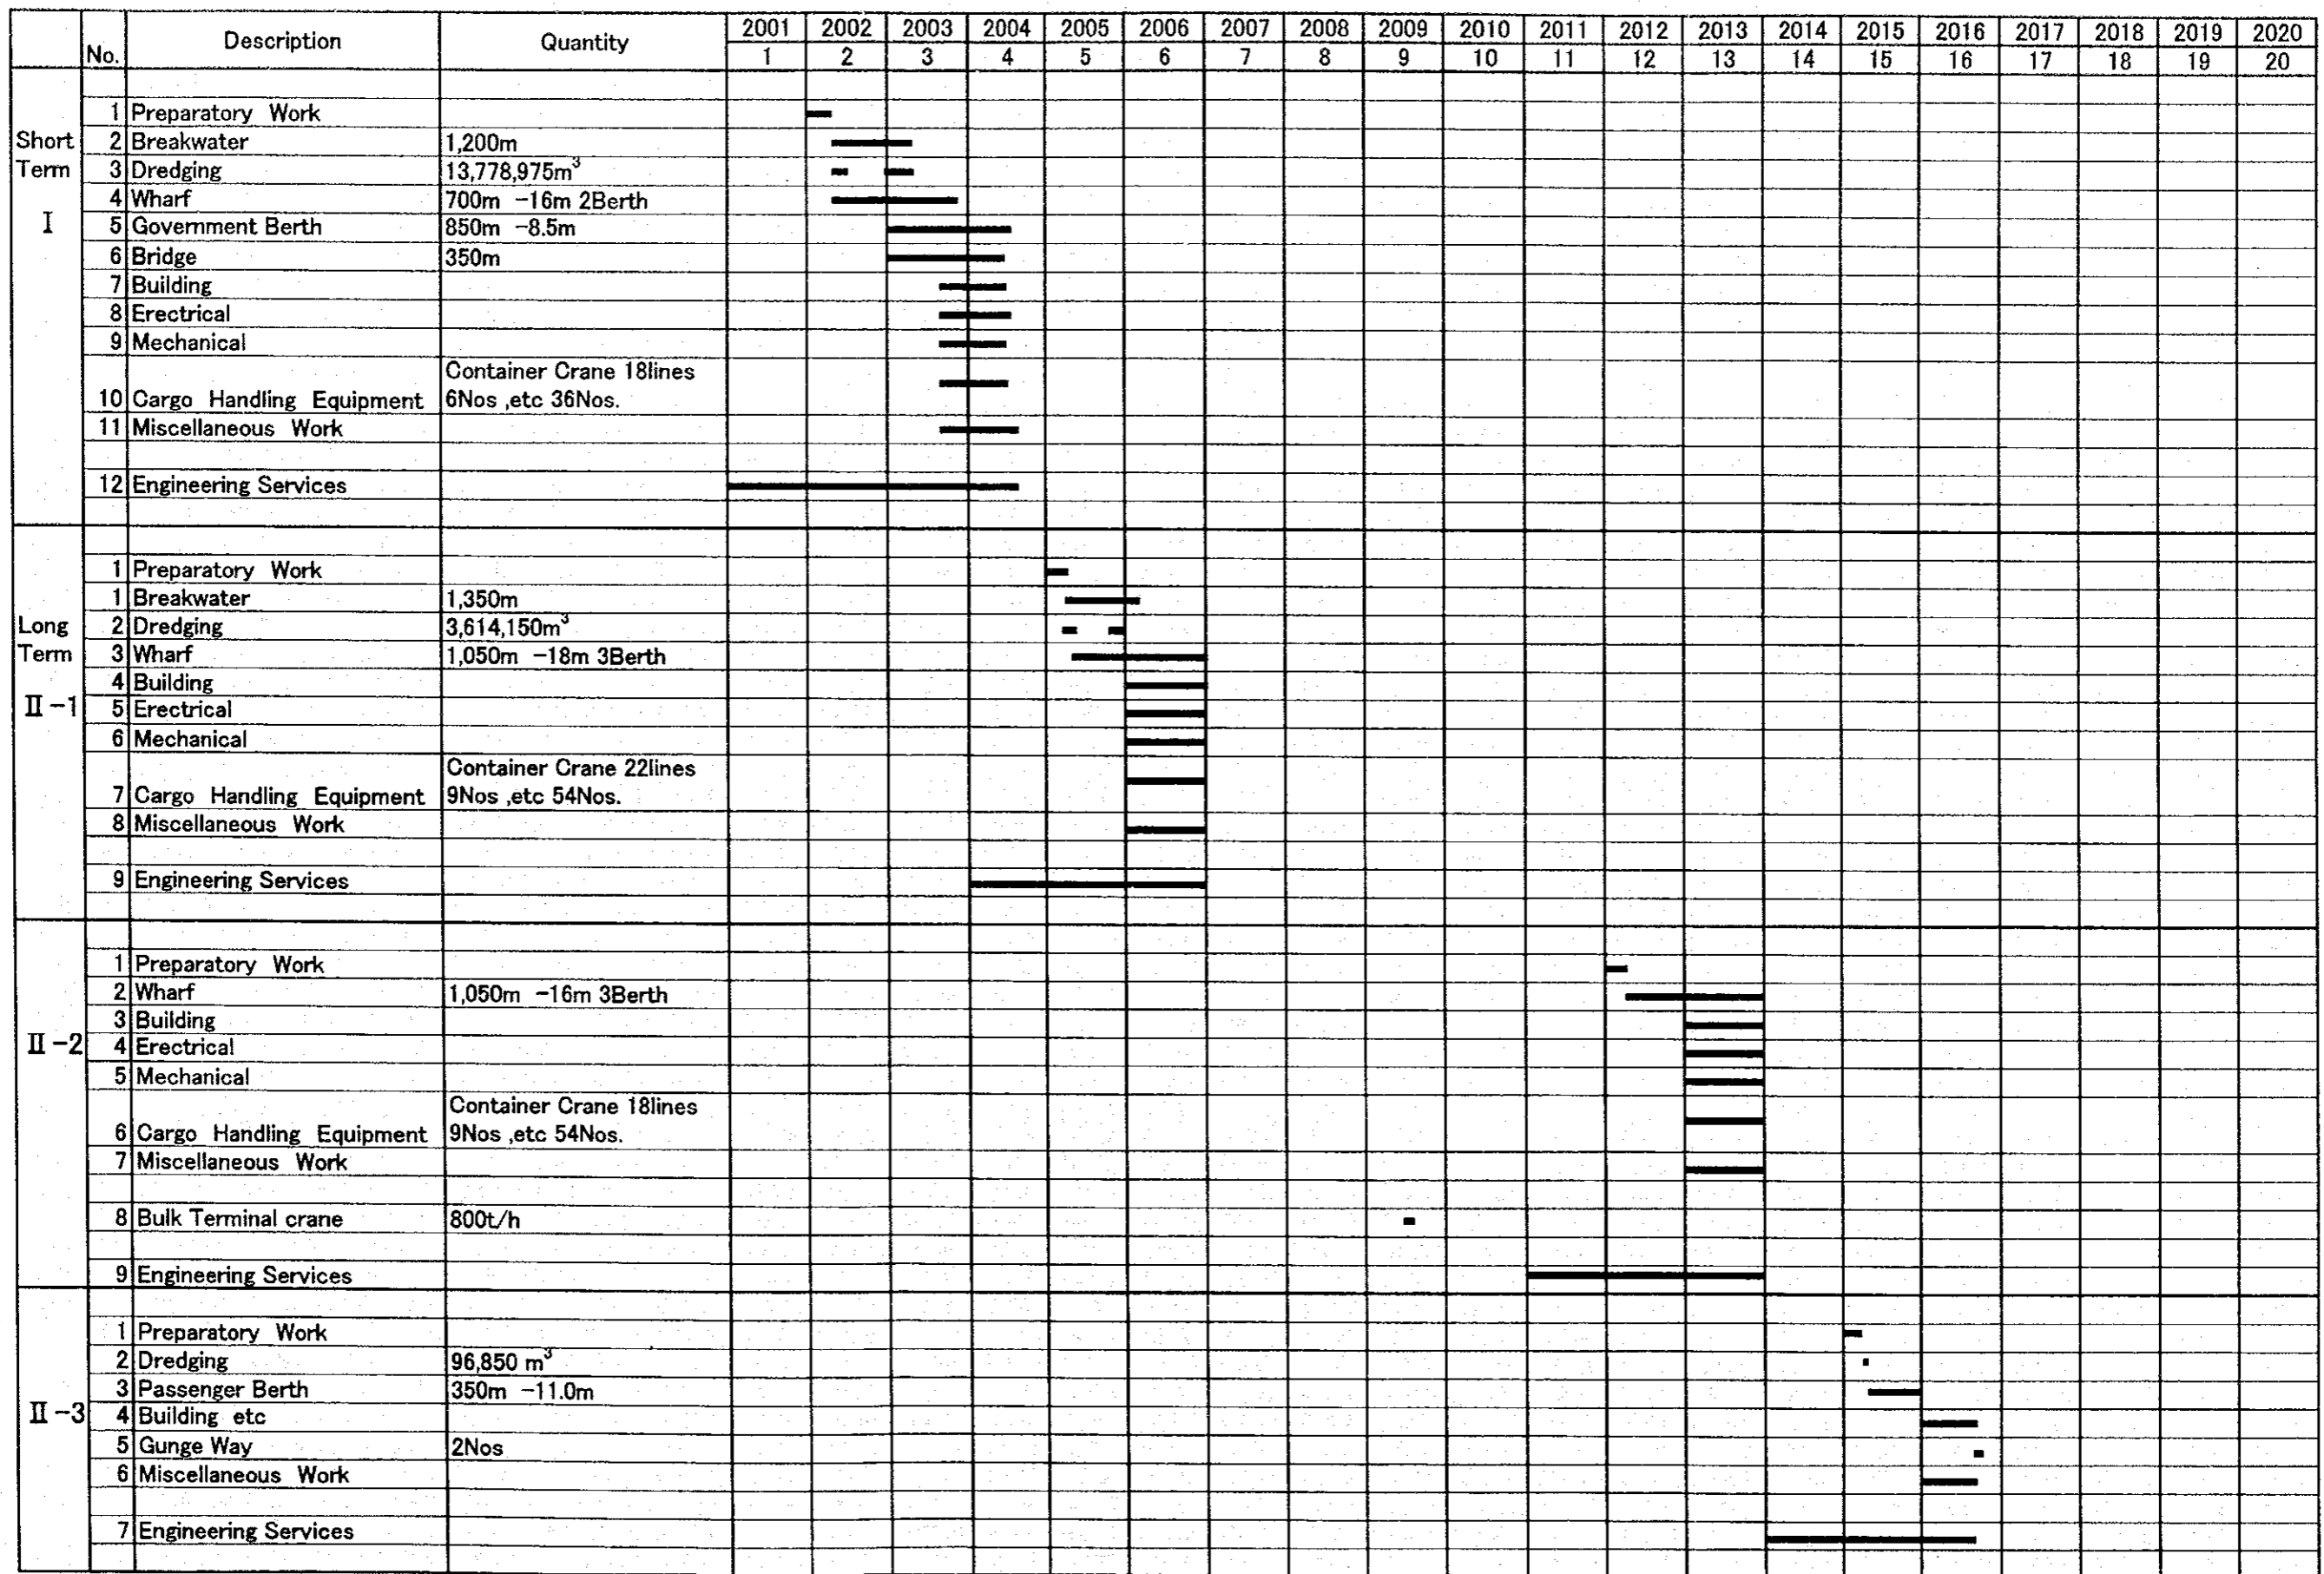 No. Description Quantity 2001 2002 2003 2004 2005 2006 2007 2008 2009 2010 2011 2012 2013 2014 2015 2016 2017 2018 2019 2020
1 2 3 4 5 6 7 8 9 10 11 12 13 14 15 16 17 18 19 20
Short Term I
1 Preparatory Work
2 Breakwater 1,200m
3 Dredging 13,778,975m³
4 Wharf 700m -16m 2Berth
5 Government Berth 850m -8.5m
6 Bridge 350m
7 Building
8 Erectrical
9 Mechanical
Container Crane 18lines
10 Cargo Handling Equipment 6Nos ,etc 36Nos.
11 Miscellaneous Work
12 Engineering Services
Long Term II-1
1 Preparatory Work
1 Breakwater 1,350m
2 Dredging 3,614,150m³
3 Wharf 1,050m -18m 3Berth
4 Building
5 Erectrical
6 Mechanical
Container Crane 22lines
7 Cargo Handling Equipment 9Nos ,etc 54Nos.
8 Miscellaneous Work
9 Engineering Services
II-2
1 Preparatory Work
2 Wharf 1,050m -16m 3Berth
3 Building
4 Erectrical
5 Mechanical
Container Crane 18lines
6 Cargo Handling Equipment 9Nos ,etc 54Nos.
7 Miscellaneous Work
8 Bulk Terminal crane 800t/h
9 Engineering Services
II-3
1 Preparatory Work
2 Dredging 96,850 m³
3 Passenger Berth 350m -11.0m
4 Building etc
5 Gunge Way 2Nos
6 Miscellaneous Work
7 Engineering Services